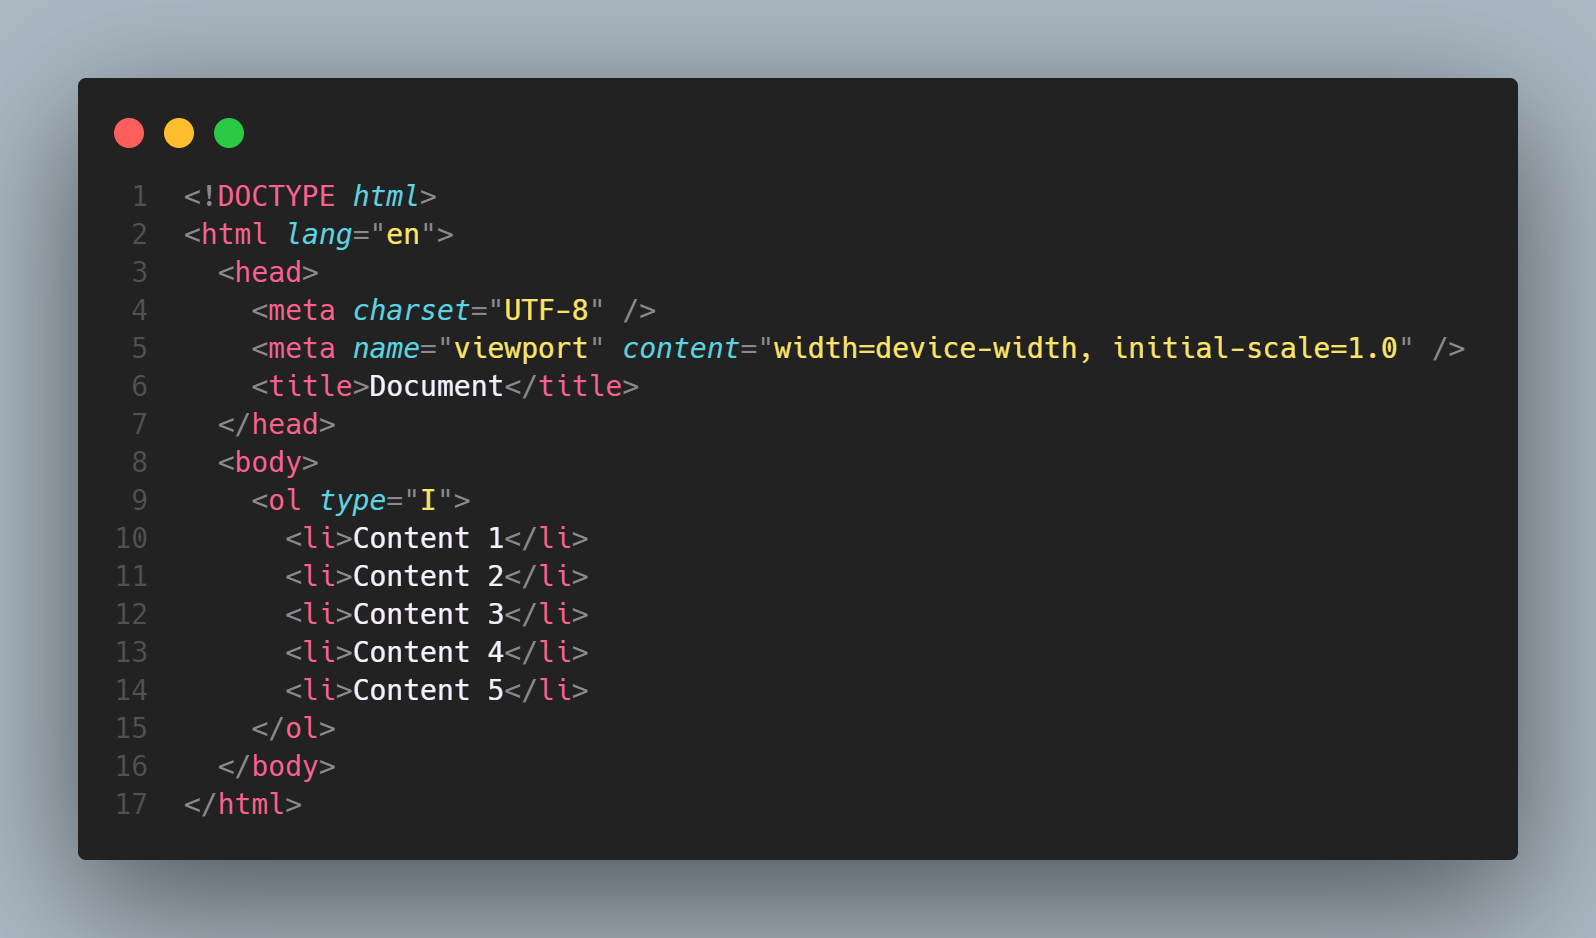 1 <!DOCTYPE html>
2 <html lang="en">
3   <head>
4     <meta charset="UTF-8" />
5     <meta name="viewport" content="width=device-width, initial-scale=1.0" />
6     <title>Document</title>
7   </head>
8   <body>
9     <ol type="I">
10       <li>Content 1</li>
11       <li>Content 2</li>
12       <li>Content 3</li>
13       <li>Content 4</li>
14       <li>Content 5</li>
15     </ol>
16   </body>
17 </html>